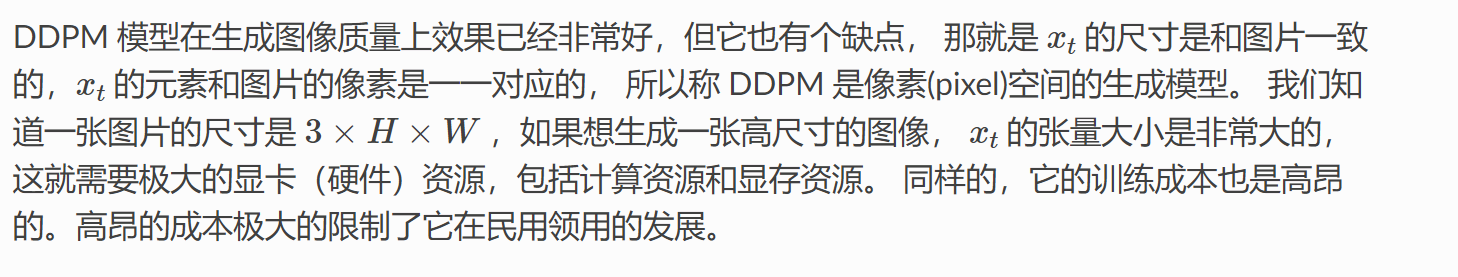 DDPM 模型在生成图像质量上效果已经非常好，但它也有个缺点， 那就是 $x_t$ 的尺寸是和图片一致
的，$x_t$ 的元素和图片的像素是一一对应的， 所以称 DDPM 是像素(pixel)空间的生成模型。 我们知
道一张图片的尺寸是 $3 \times H \times W$ ，如果想生成一张高尺寸的图像， $x_t$ 的张量大小是非常大的，
这就需要极大的显卡（硬件）资源，包括计算资源和显存资源。 同样的，它的训练成本也是高昂
的。高昂的成本极大的限制了它在民用领用的发展。